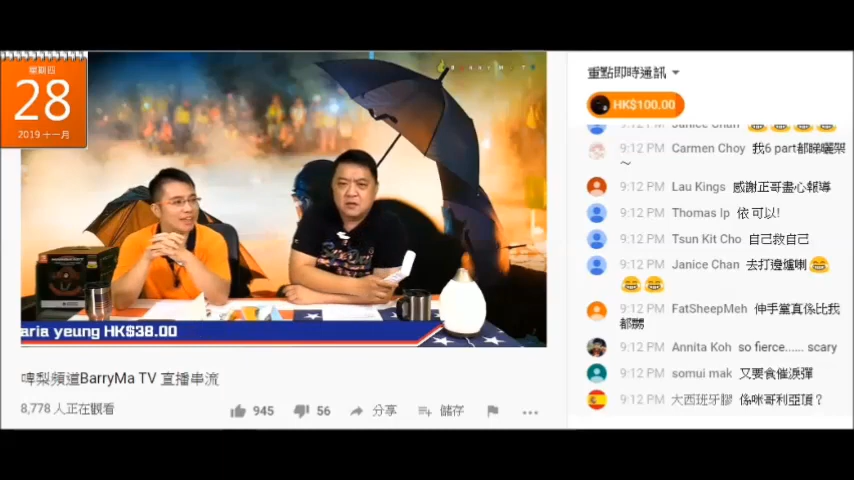 星期四
28
2019 十一月
aria yeung HK$38.00
啤梨頻道BarryMa TV 直播串流
8,778 人正在觀看
945
56
分享
儲存
重點即時通訊
HK$100.00
9:12 PM Janice Chan 😂😂😂😂
9:12 PM Carmen Choy 我6 part都睇曬架
~
9:12 PM Lau Kings 感謝正哥盡心報導
9:12 PM Thomas Ip 依 可以!
9:12 PM Tsun Kit Cho 自己救自己
9:12 PM Janice Chan 去打邊爐喇😂
😂😂
9:12 PM FatSheepMeh 伸手黨真係比我
都嬲
9:12 PM Annita Koh so fierce...... scary
9:12 PM somui mak 又要食催淚彈
9:12 PM 大西班牙膠 係咪哥利亞頂？